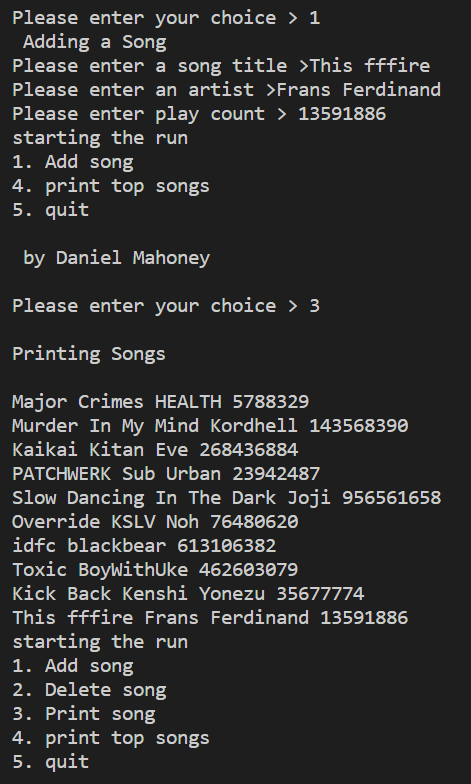 Please enter your choice > 1
Adding a Song
Please enter a song title >This fffire
Please enter an artist >Frans Ferdinand
Please enter play count > 13591886
starting the run
1. Add song
4. print top songs
5. quit
by Daniel Mahoney
Please enter your choice > 3
Printing Songs
Major Crimes HEALTH 5788329
Murder In My Mind Kordhell 143568390
Kaikai Kitan Eve 268436884
PATCHWERK Sub Urban 23942487
Slow Dancing In The Dark Joji 956561658
Override KSLV Noh 76480620
idfc blackbear 613106382
Toxic BoyWithUke 462603079
Kick Back Kenshi Yonezu 35677774
This fffire Frans Ferdinand 13591886
starting the run
1. Add song
2. Delete song
3. Print song
4. print top songs
5. quit